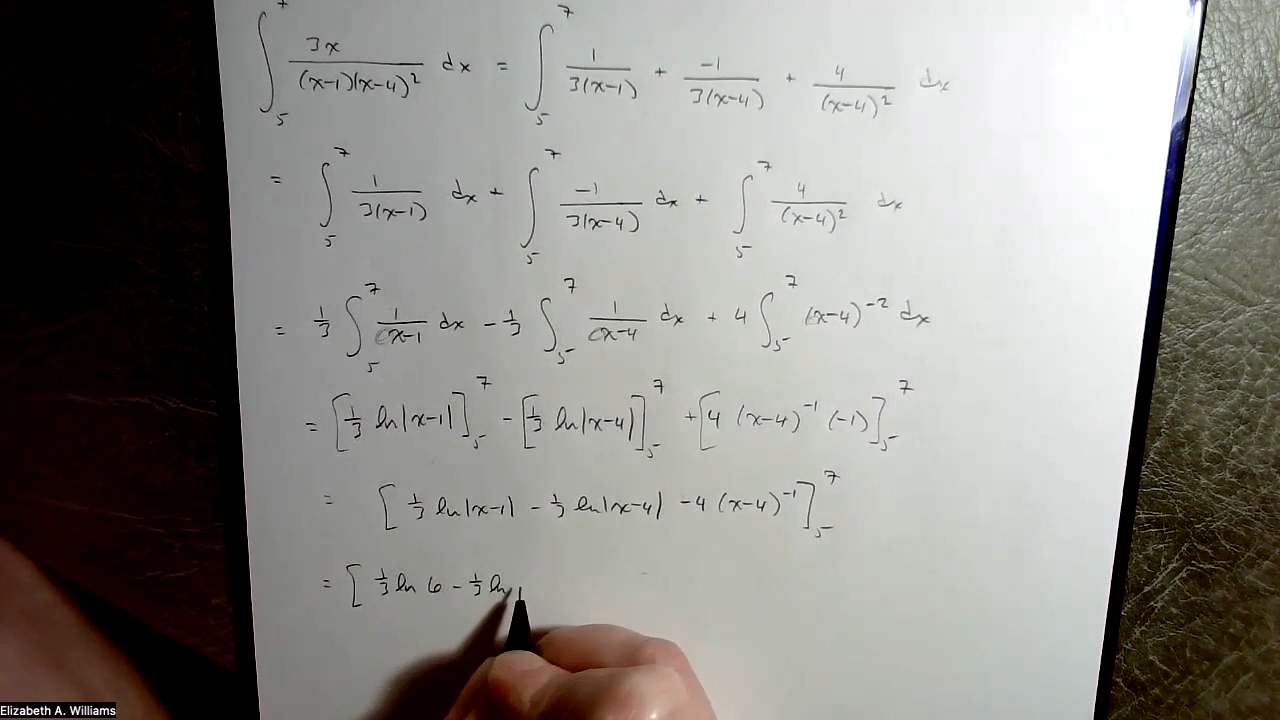 ∫₅⁷ 3x/((x-1)(x-4)²) dx = ∫₅⁷ 1/(3(x-1)) + -1/(3(x-4)) + 4/(x-4)² dx
= ∫₅⁷ 1/(3(x-1)) dx + ∫₅⁷ -1/(3(x-4)) dx + ∫₅⁷ 4/(x-4)² dx
= 1/3 ∫₅⁷ 1/(x-1 dx - 1/3 ∫₅⁷ 1/(x-4 dx + 4 ∫₅⁷ (x-4)⁻² dx
= [1/3 ln|x-1|]₅⁷ - [1/3 ln|x-4|]₅⁷ + [4 (x-4)⁻¹ (-1)]₅⁷
= [1/3 ln|x-1| - 1/3 ln|x-4| - 4 (x-4)⁻¹]₅⁷
= [1/3 ln 6 - 1/3 ln
Elizabeth A. Williams